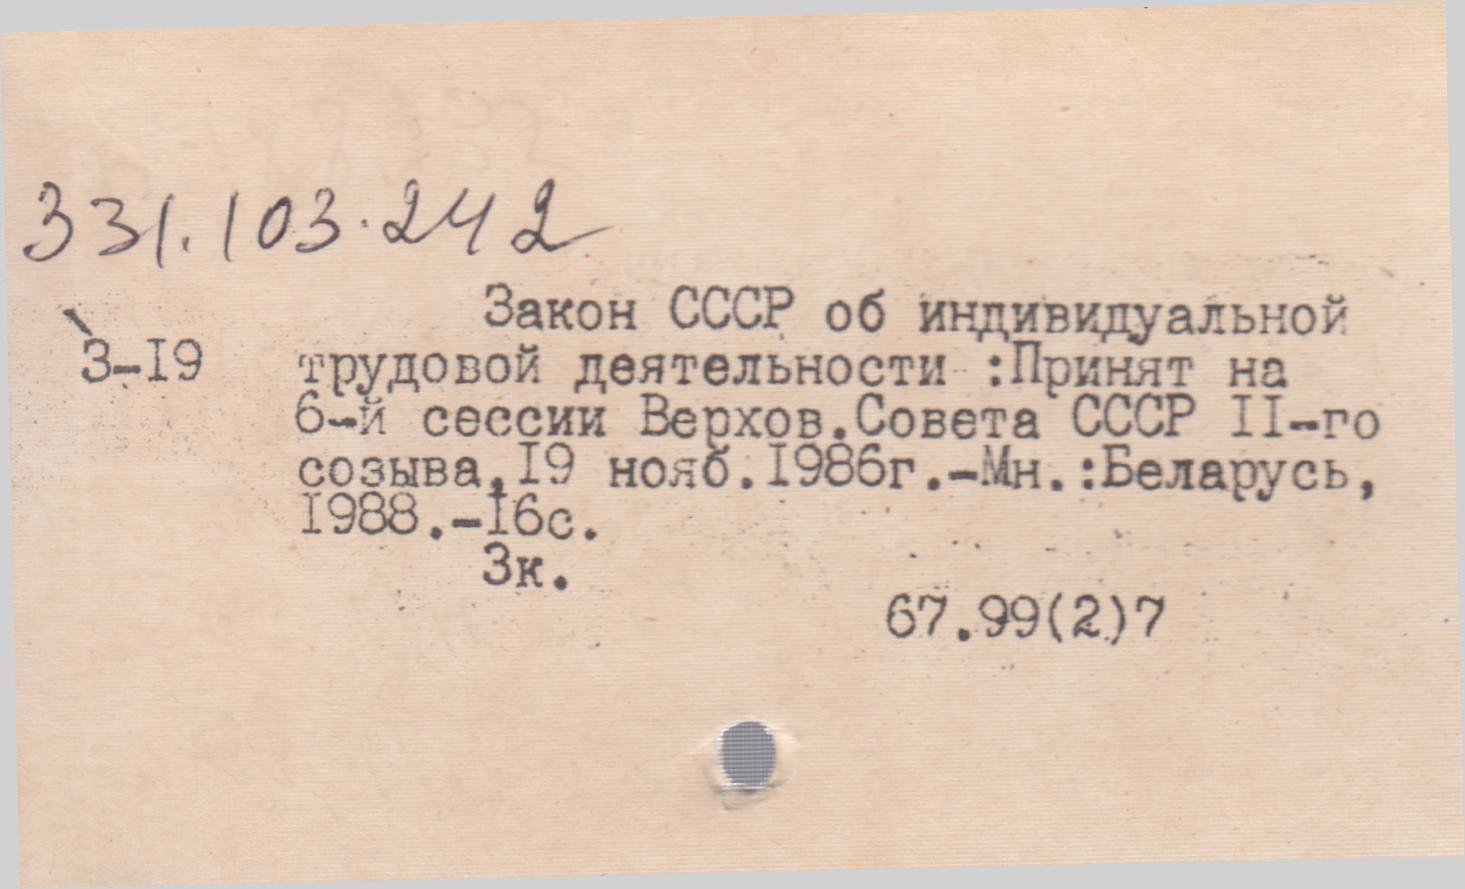 331.103.242
Закон СССР об индивидуальной
З-19 трудовой деятельности :Принят на
6-й сессии Верхов.Совета СССР II-го
созыва,I9 нояб.I986г.-Мн.:Беларусь,
I988.-I6с.
3к.
67.99(2)7